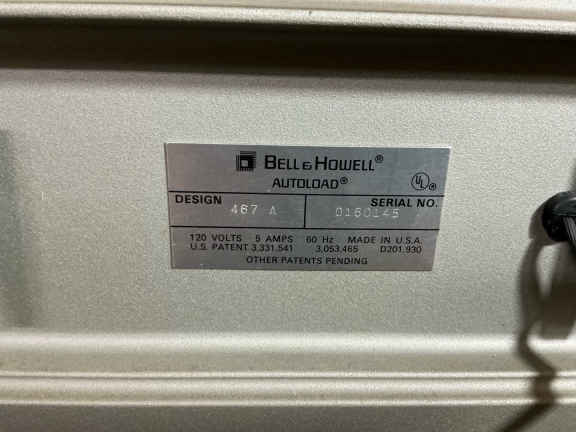 BELL & HOWELL®
AUTOLOAD®
UL ®
DESIGN 467 A SERIAL NO. 0160145
120 VOLTS 5 AMPS 60 Hz MADE IN U.S.A.
U.S. PATENT 3,331,541 3,053,465 D201,930
OTHER PATENTS PENDING